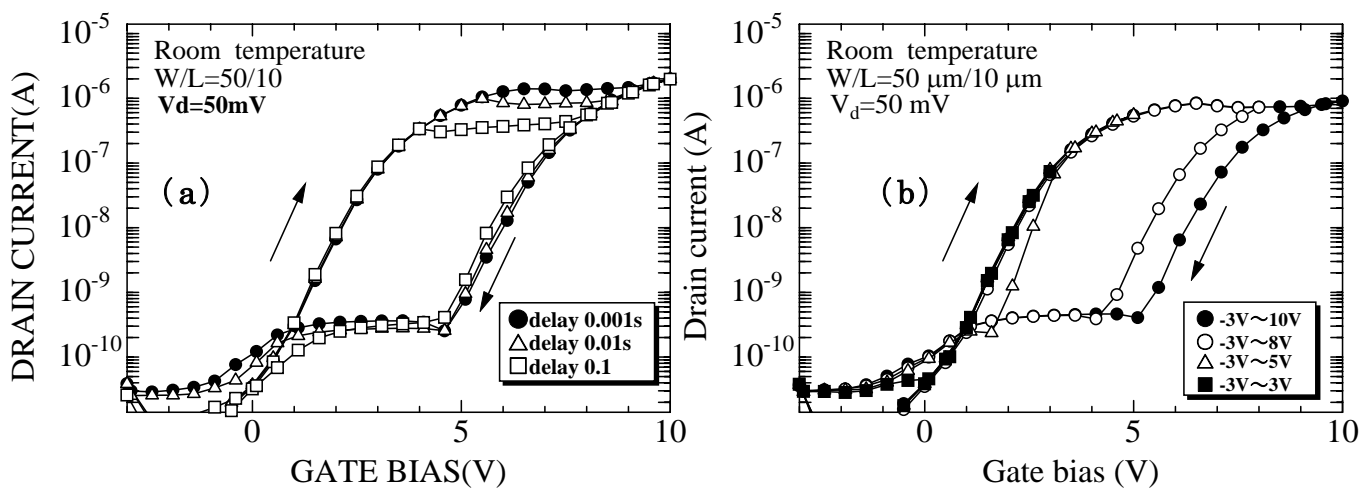 10-5
10-6
10-7
10-8
10-9
10-10
DRAIN CURRENT(A)
Room temperature
W/L=50/10
Vd=50mV
(a)
delay 0.001s
delay 0.01s
delay 0.1
0
5
10
GATE BIAS(V)
10-5
10-6
10-7
10-8
10-9
10-10
Drain current (A)
Room temperature
W/L=50 μm/10 μm
Vd=50 mV
(b)
-3V～10V
-3V～8V
-3V～5V
-3V～3V
0
5
10
Gate bias (V)